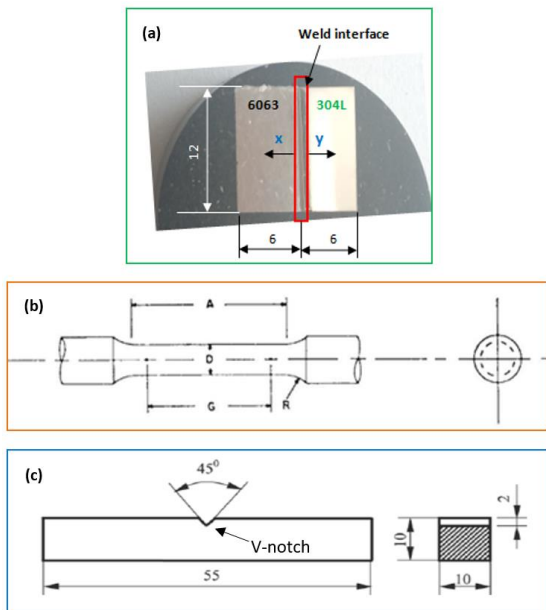 (a)
Weld interface
6063
304L
x
y
12
6
6
(b)
A
D
G
R
(c)
45⁰
V-notch
2
10
55
10